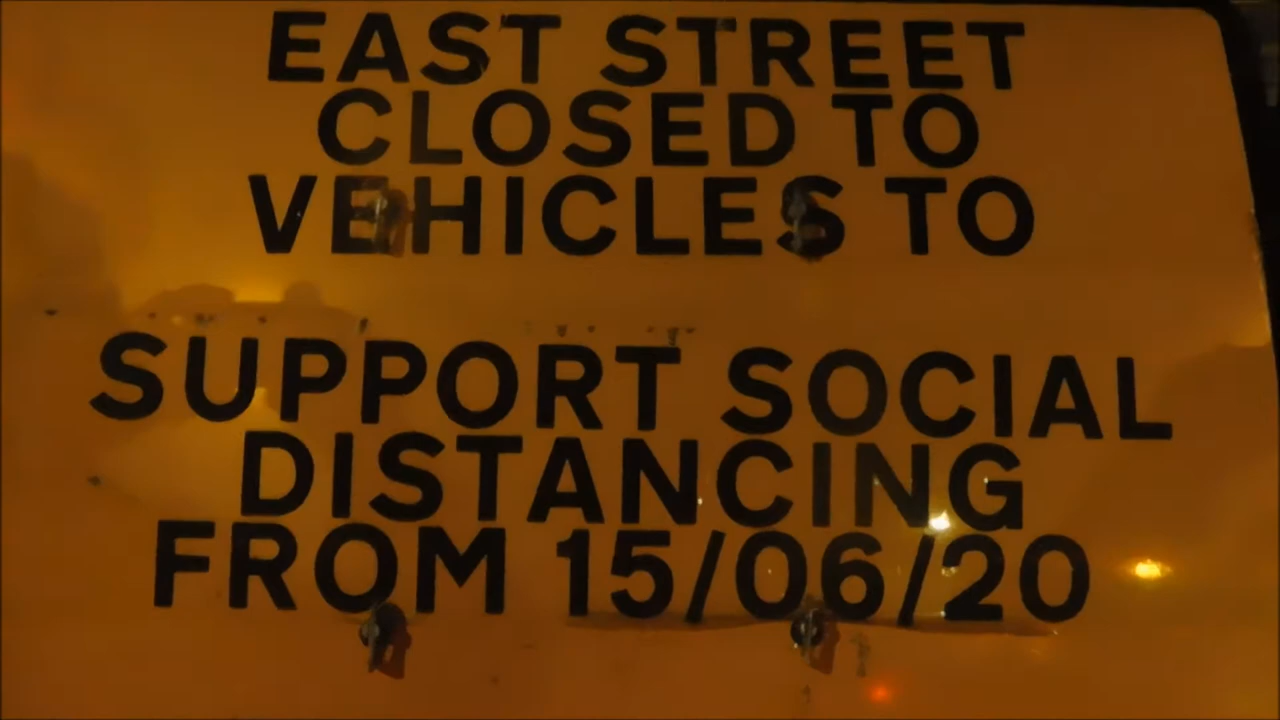 EAST STREET
CLOSED TO
VEHICLES TO
SUPPORT SOCIAL
DISTANCING
FROM 15/06/20